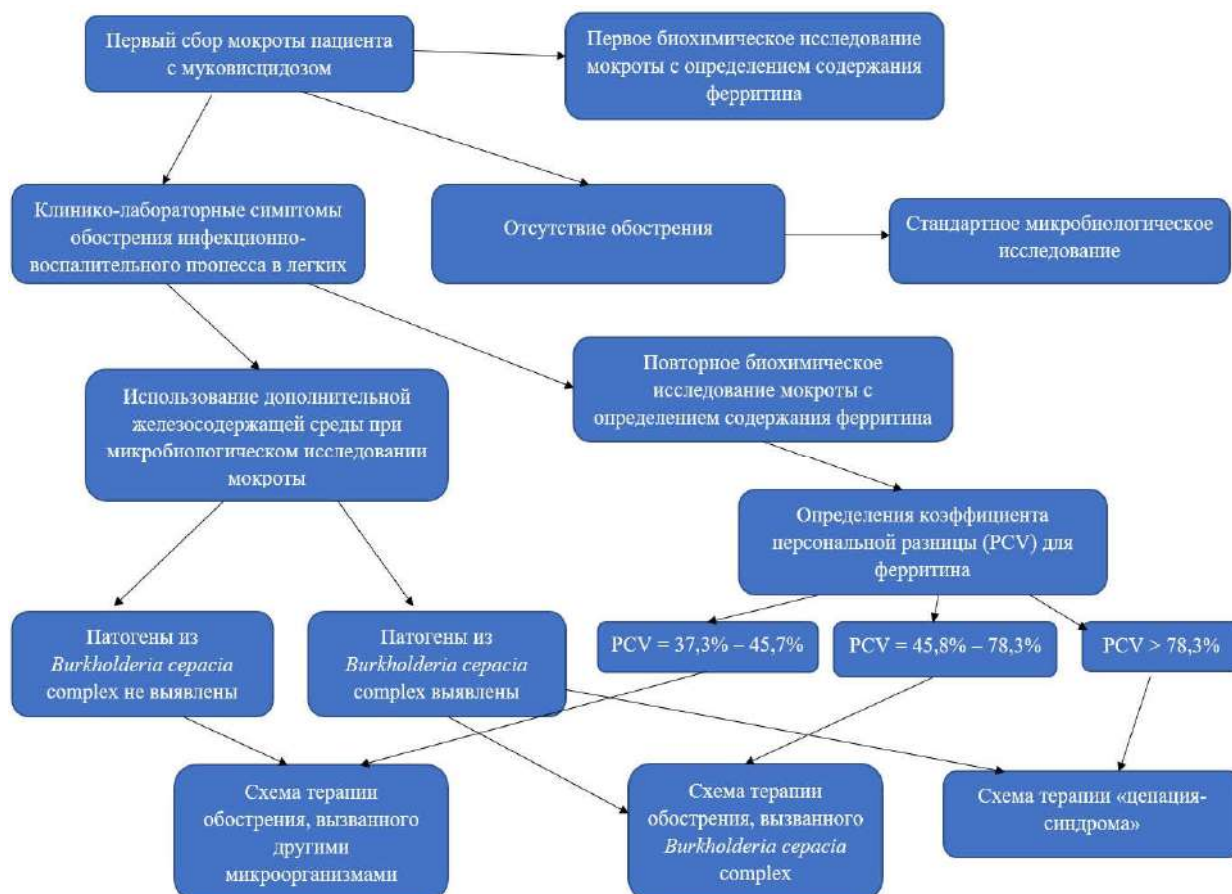 Первый сбор мокроты пациента
с муковисцидозом
Первое биохимическое исследование
мокроты с определением содержания
ферритина
Клинико-лабораторные симптомы
обострения инфекционно-
воспалительного процесса в легких
Отсутствие обострения
Стандартное микробиологическое
исследование
Использование дополнительной
железосодержащей среды при
микробиологическом исследовании
мокроты
Повторное биохимическое
исследование мокроты с
определением содержания ферритина
Определения коэффициента
персональной разницы (PCV) для
ферритина
Патогены из
Burkholderia cepacia
complex не выявлены
Патогены из
Burkholderia cepacia
complex выявлены
PCV = 37,3% – 45,7%
PCV = 45,8% – 78,3%
PCV > 78,3%
Схема терапии
обострения, вызванного
другими
микроорганизмами
Схема терапии
обострения, вызванного
Burkholderia cepacia
complex
Схема терапии «цепация-
синдрома»